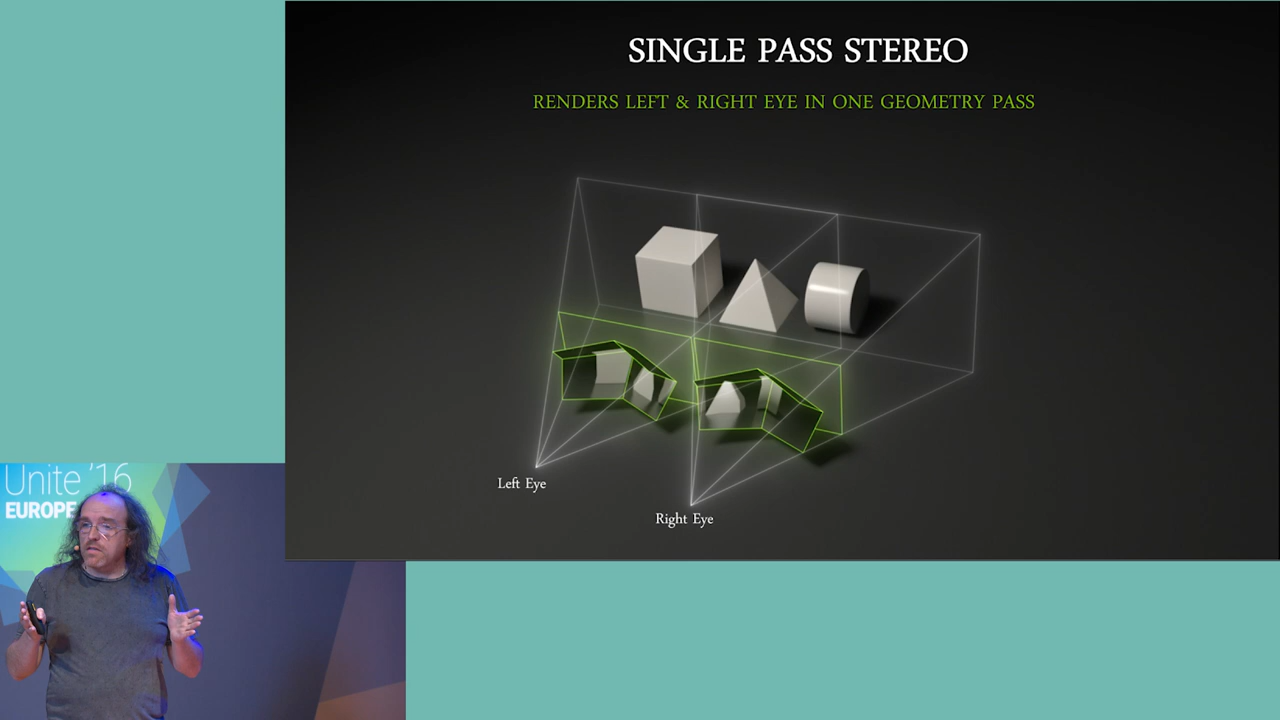 SINGLE PASS STEREO
RENDERS LEFT & RIGHT EYE IN ONE GEOMETRY PASS
Left Eye
Right Eye
Unite '16
EUROPE